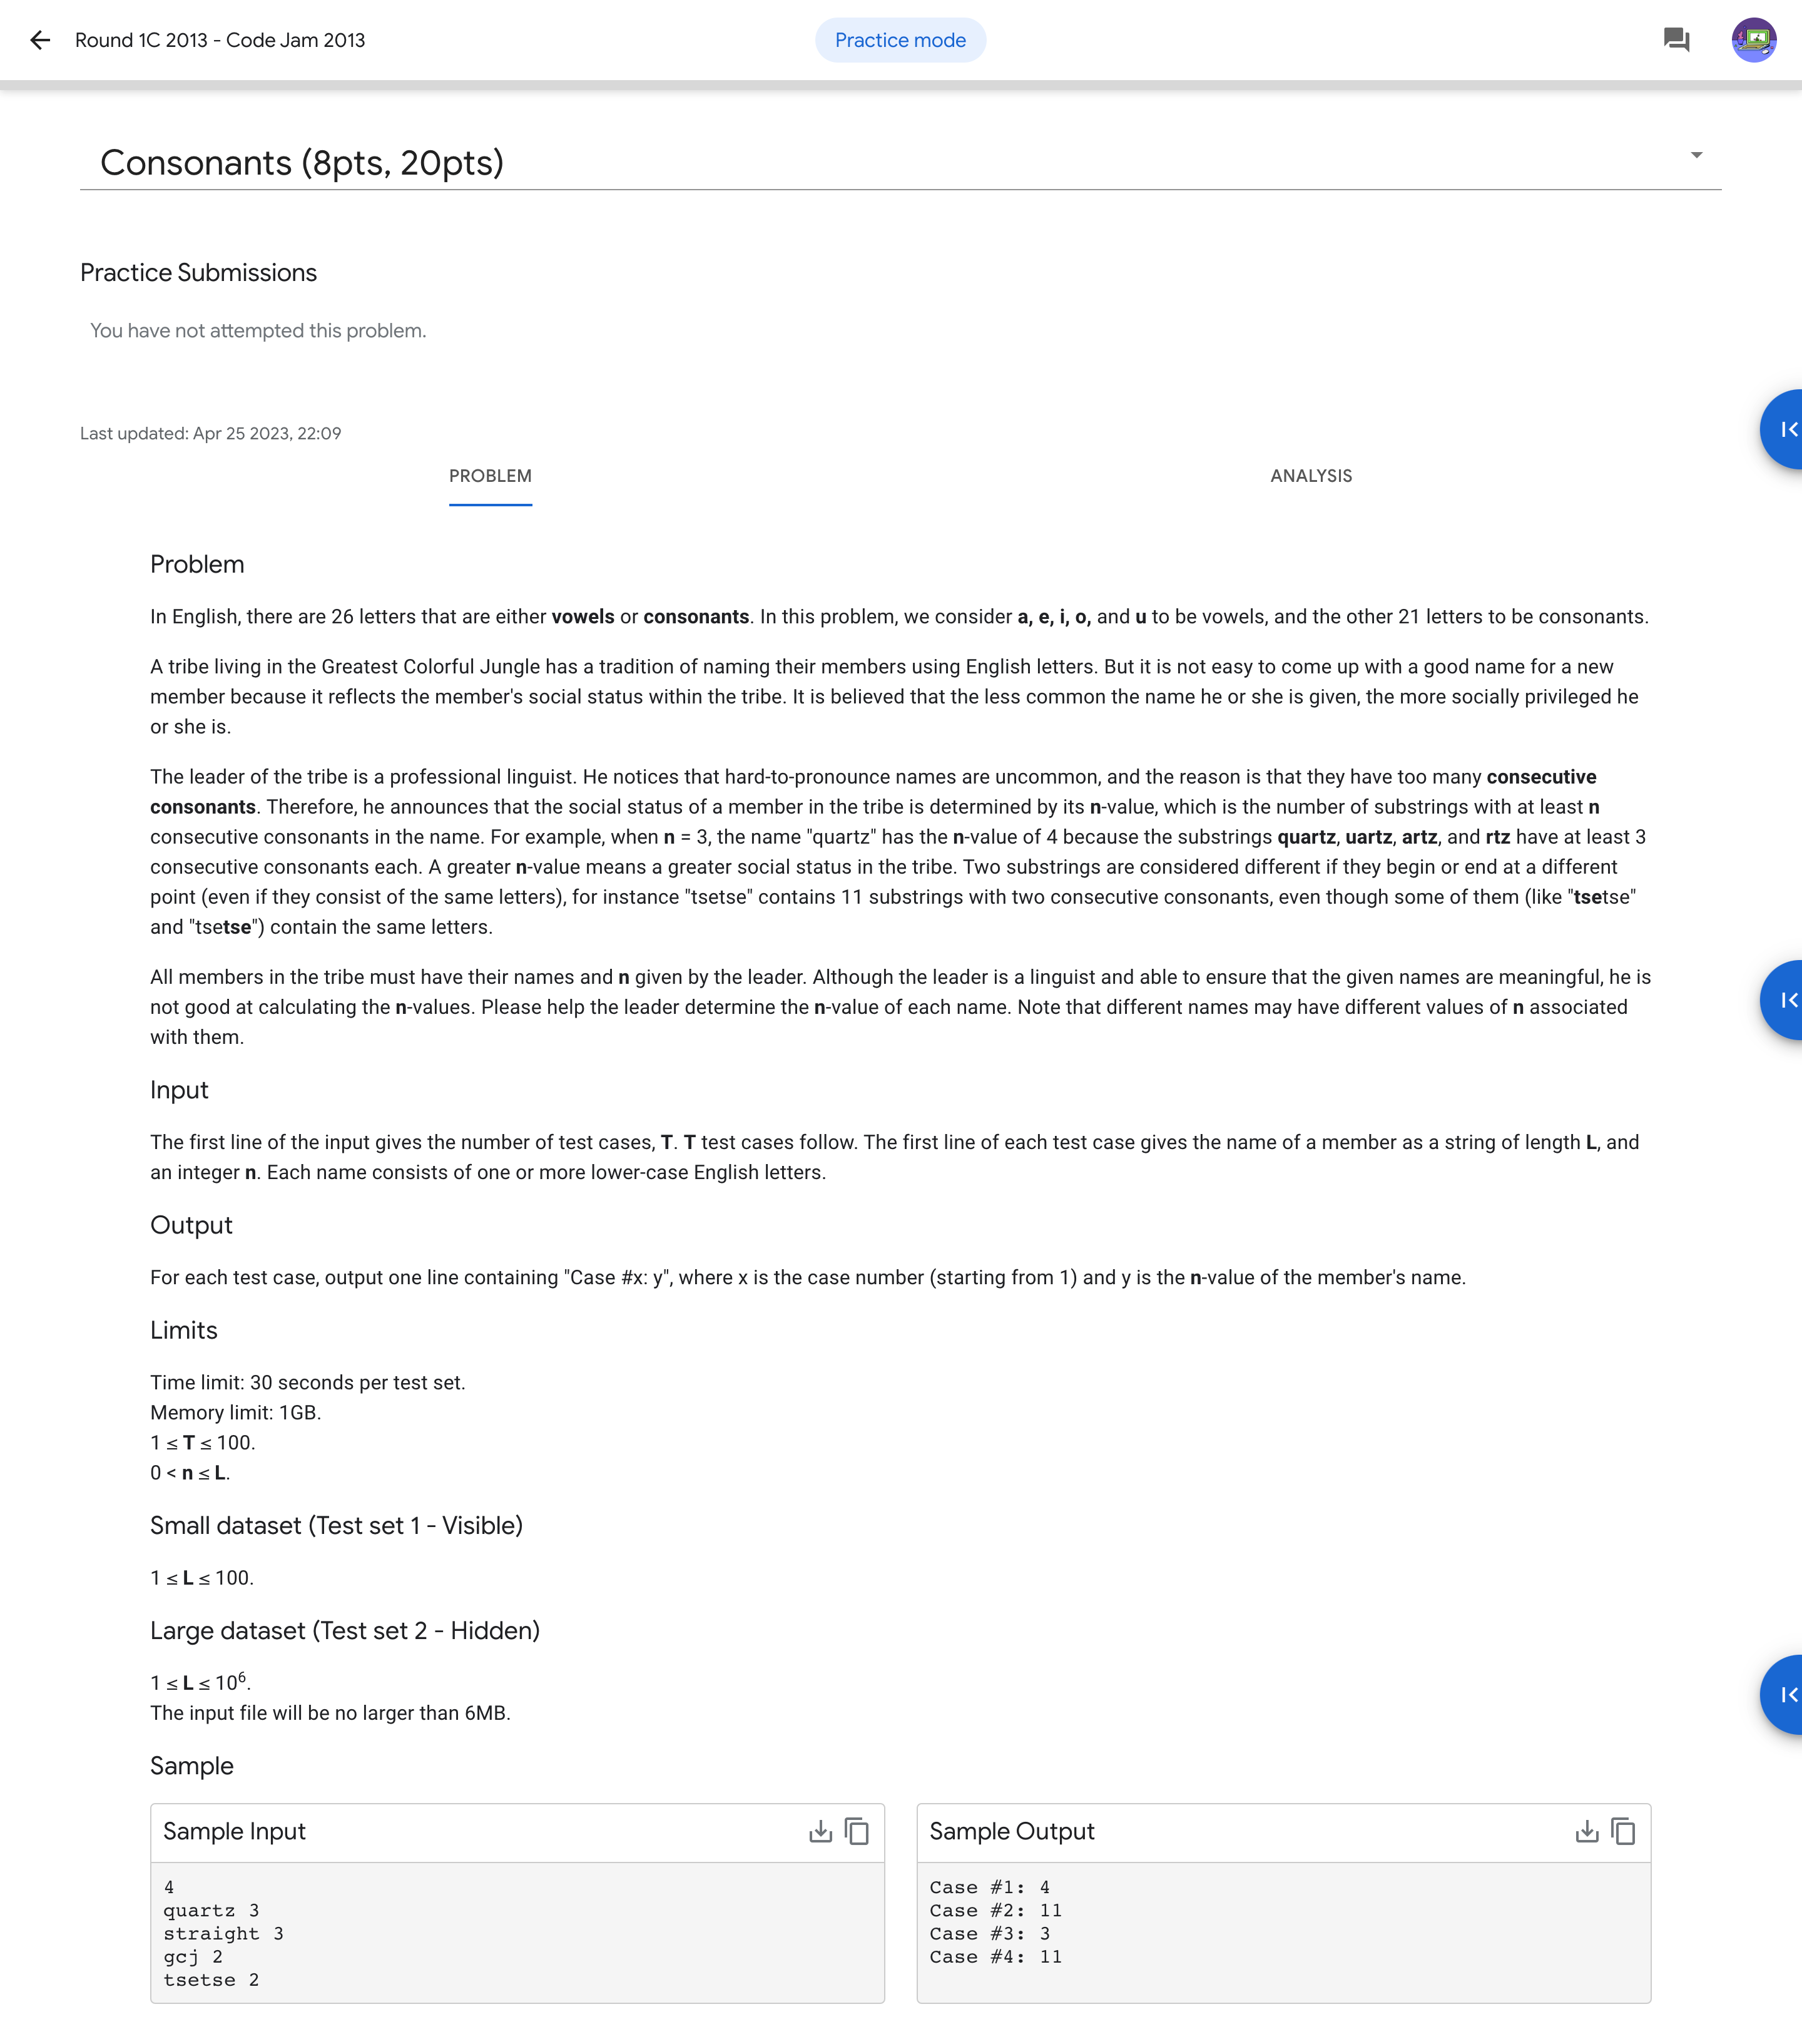 Round 1C 2013 - Code Jam 2013
Practice mode
Consonants (8pts, 20pts)
Practice Submissions
You have not attempted this problem.
Last updated: Apr 25 2023, 22:09
PROBLEM
ANALYSIS
Problem
In English, there are 26 letters that are either vowels or consonants. In this problem, we consider a, e, i, o, and u to be vowels, and the other 21 letters to be consonants.
A tribe living in the Greatest Colorful Jungle has a tradition of naming their members using English letters. But it is not easy to come up with a good name for a new
member because it reflects the member's social status within the tribe. It is believed that the less common the name he or she is given, the more socially privileged he
or she is.
The leader of the tribe is a professional linguist. He notices that hard-to-pronounce names are uncommon, and the reason is that they have too many consecutive
consonants. Therefore, he announces that the social status of a member in the tribe is determined by its n-value, which is the number of substrings with at least n
consecutive consonants in the name. For example, when n = 3, the name "quartz" has the n-value of 4 because the substrings quartz, uartz, artz, and rtz have at least 3
consecutive consonants each. A greater n-value means a greater social status in the tribe. Two substrings are considered different if they begin or end at a different
point (even if they consist of the same letters), for instance "tsetse" contains 11 substrings with two consecutive consonants, even though some of them (like "tsetse"
and "tsetse") contain the same letters.
All members in the tribe must have their names and n given by the leader. Although the leader is a linguist and able to ensure that the given names are meaningful, he is
not good at calculating the n-values. Please help the leader determine the n-value of each name. Note that different names may have different values of n associated
with them.
Input
The first line of the input gives the number of test cases, T. T test cases follow. The first line of each test case gives the name of a member as a string of length L, and
an integer n. Each name consists of one or more lower-case English letters.
Output
For each test case, output one line containing "Case #x: y", where x is the case number (starting from 1) and y is the n-value of the member's name.
Limits
Time limit: 30 seconds per test set.
Memory limit: 1GB.
1 ≤ T ≤ 100.
0 < n ≤ L.
Small dataset (Test set 1 - Visible)
1 ≤ L ≤ 100.
Large dataset (Test set 2 - Hidden)
1 ≤ L ≤ 10⁶.
The input file will be no larger than 6MB.
Sample
Sample Input
4
quartz 3
straight 3
gcj 2
tsetse 2
Sample Output
Case #1: 4
Case #2: 11
Case #3: 3
Case #4: 11